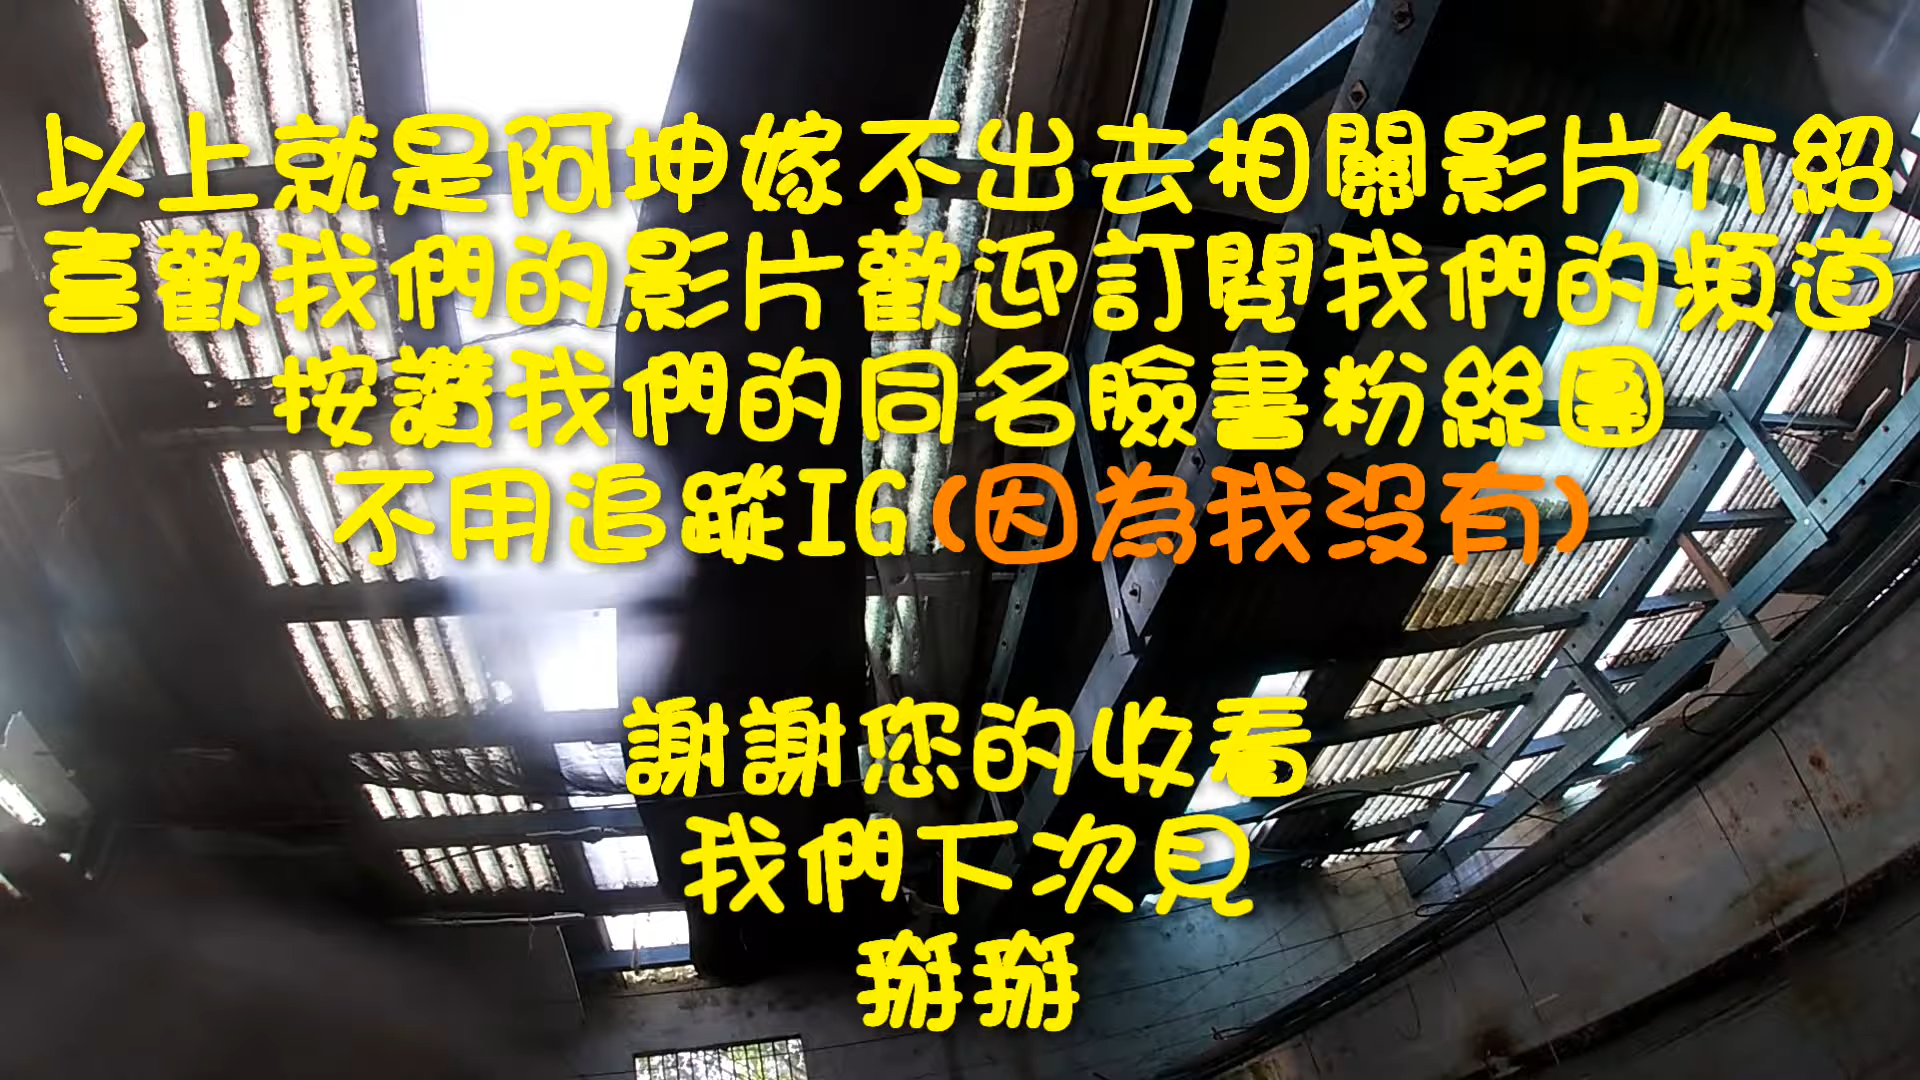 以上就是阿坤嫁不出去相關影片介紹
喜歡我們的影片歡迎訂閱我們的頻道
按讚我們的同名臉書粉絲團
不用追蹤IG(因為我沒有)
謝謝您的收看
我們下次見
掰掰